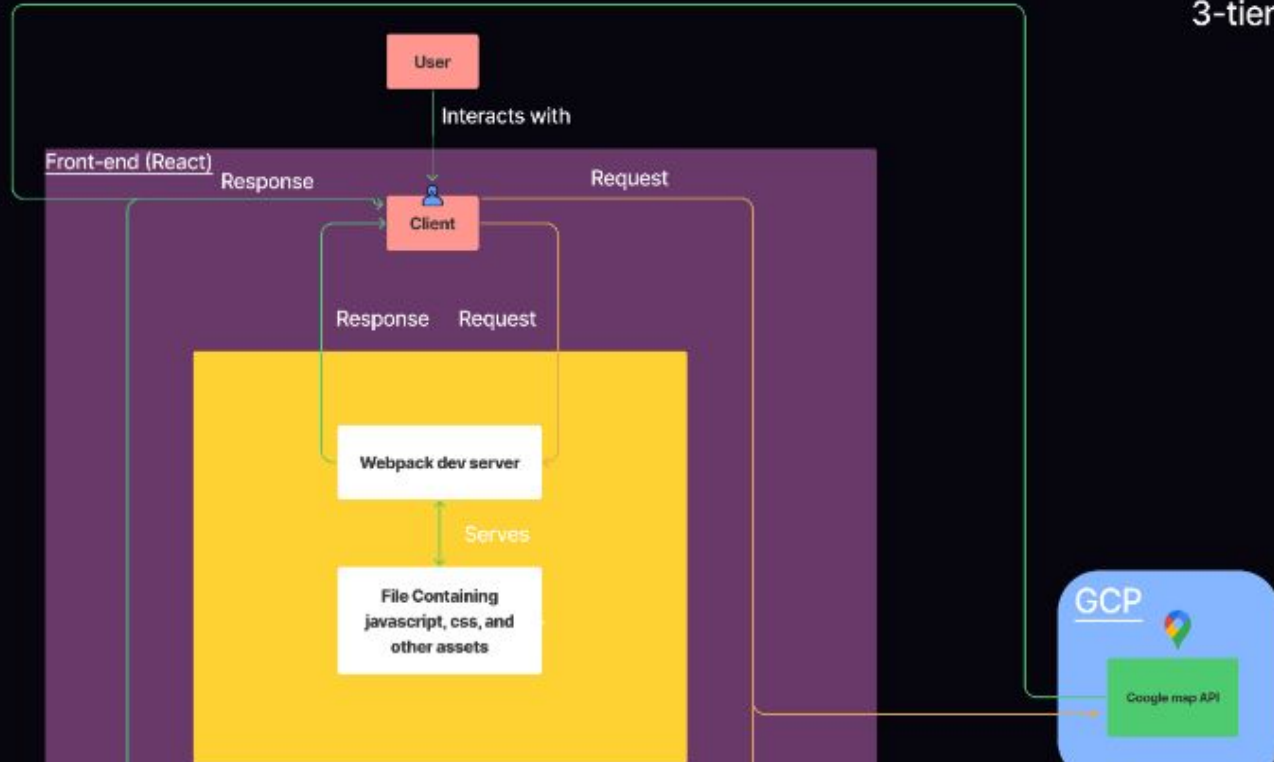 3-tier
User
Interacts with
Front-end (React)
Response
Request
Client
Response
Request
Webpack dev server
Serves
File Containing
javascript, css, and
other assets
GCP
Google map API